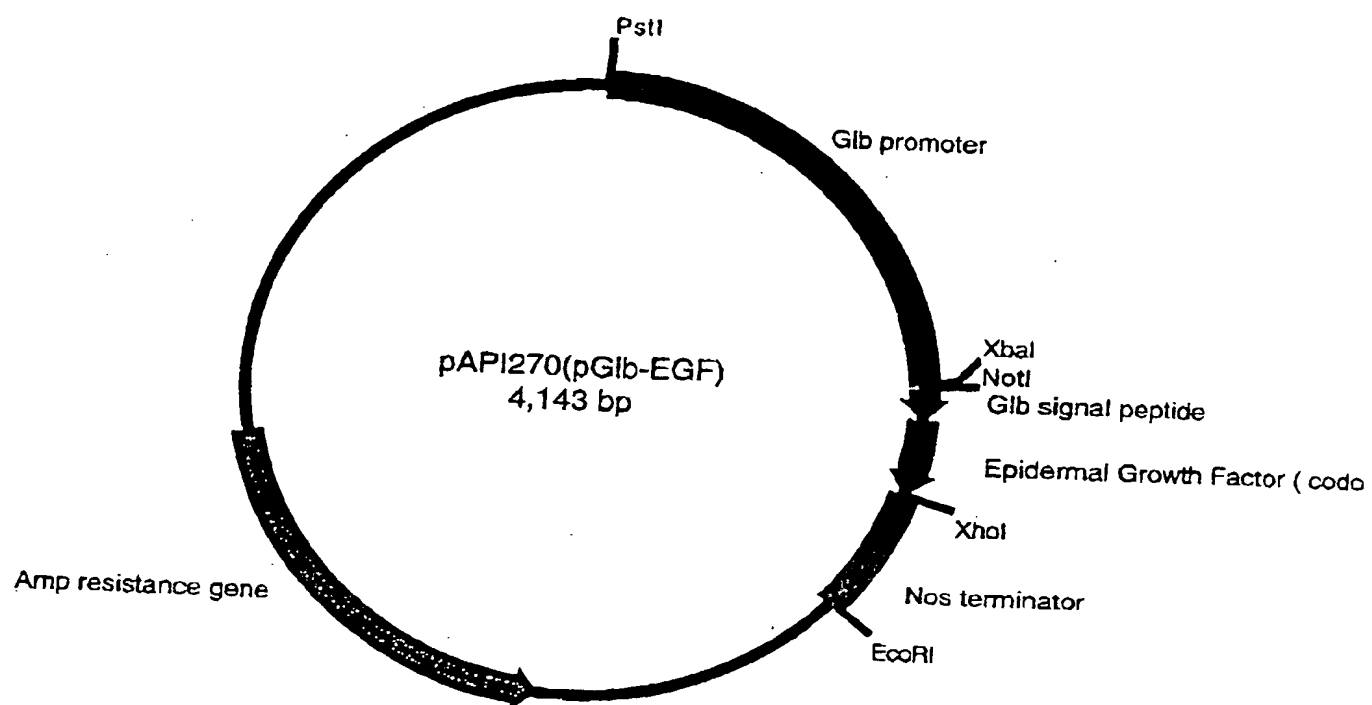 PstI
Glb promoter
XbaI
NotI
Glb signal peptide
pAPI270(pGlb-EGF)
4,143 bp
Epidermal Growth Factor ( codo
XhoI
Amp resistance gene
Nos terminator
EcoRI